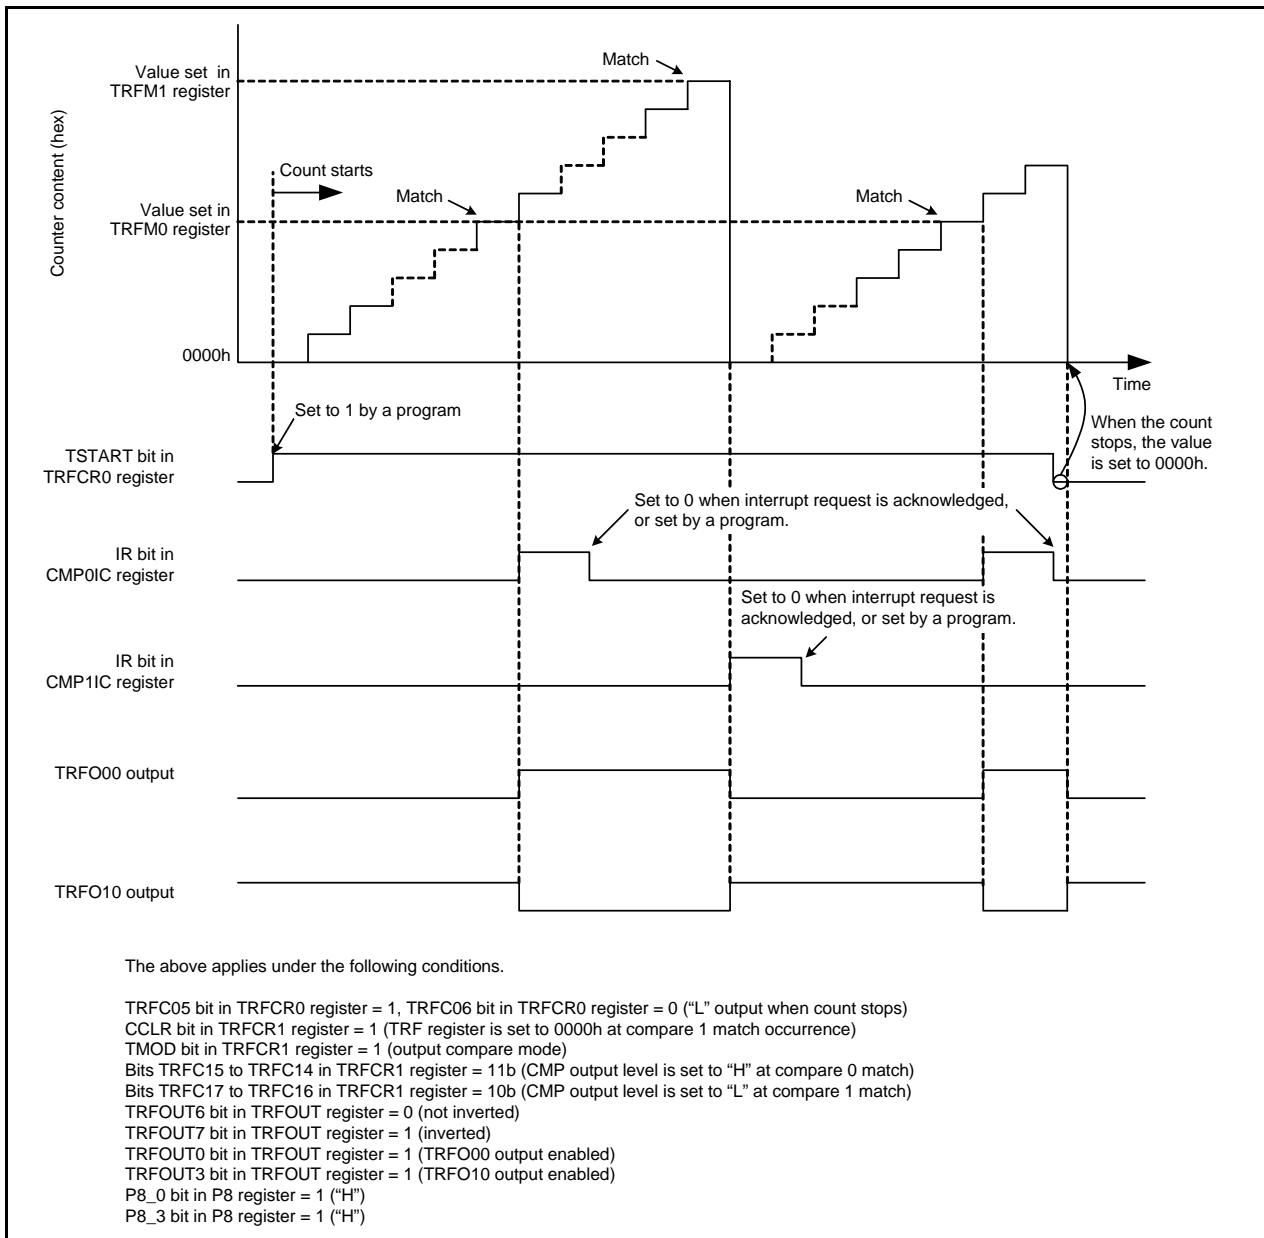 Match
Value set in
TRFM1 register
Counter content (hex)
Count starts
Match
Match
Value set in
TRFM0 register
0000h
Time
Set to 1 by a program
When the count
stops, the value
is set to 0000h.
TSTART bit in
TRFCR0 register
Set to 0 when interrupt request is acknowledged,
or set by a program.
IR bit in
CMP0IC register
Set to 0 when interrupt request is
acknowledged, or set by a program.
IR bit in
CMP1IC register
TRFO00 output
TRFO10 output
The above applies under the following conditions.
TRFC05 bit in TRFCR0 register = 1, TRFC06 bit in TRFCR0 register = 0 (“L” output when count stops)
CCLR bit in TRFCR1 register = 1 (TRF register is set to 0000h at compare 1 match occurrence)
TMOD bit in TRFCR1 register = 1 (output compare mode)
Bits TRFC15 to TRFC14 in TRFCR1 register = 11b (CMP output level is set to “H” at compare 0 match)
Bits TRFC17 to TRFC16 in TRFCR1 register = 10b (CMP output level is set to “L” at compare 1 match)
TRFOUT6 bit in TRFOUT register = 0 (not inverted)
TRFOUT7 bit in TRFOUT register = 1 (inverted)
TRFOUT0 bit in TRFOUT register = 1 (TRFO00 output enabled)
TRFOUT3 bit in TRFOUT register = 1 (TRFO10 output enabled)
P8_0 bit in P8 register = 1 (“H”)
P8_3 bit in P8 register = 1 (“H”)